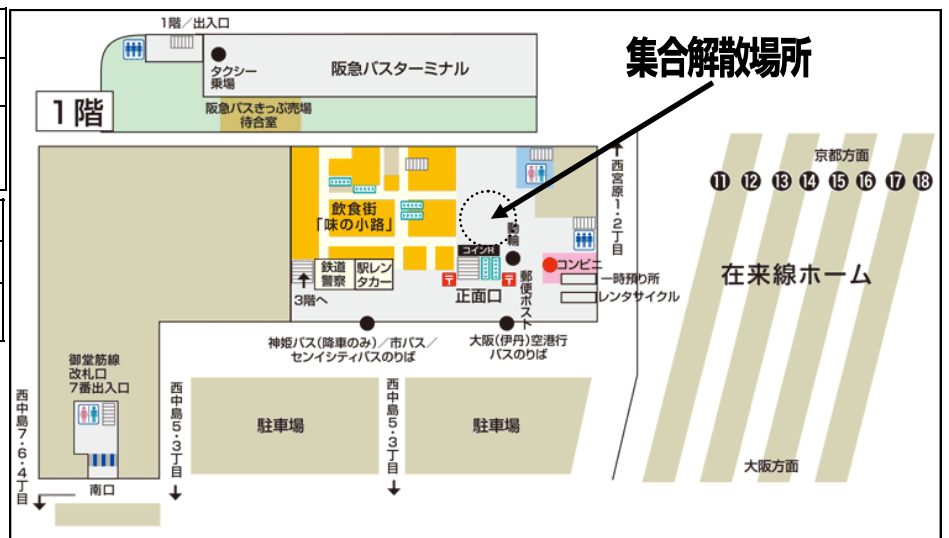 1階／出入口
集合解散場所
タクシー
乗場
阪急バスターミナル
1階
阪急バスきっぷ売場
待合室
京都方面
⑪ ⑫ ⑬ ⑭ ⑮ ⑯ ⑰ ⑱
西宮原1・2丁目
飲食街
「味の小路」
動輪
コインH
コンビニ
鉄道
警察
駅レン
タカー
正面口
郵便ポスト
一時預り所
レンタサイクル
在来線ホーム
3階へ
神姫バス(降車のみ)／市バス／
センイシティバスのりば
大阪(伊丹)空港行
バスのりば
御堂筋線
改札口
7番出入口
西中島7・6・4丁目
西中島5・3丁目
駐車場
西中島5・3丁目
駐車場
大阪方面
南口